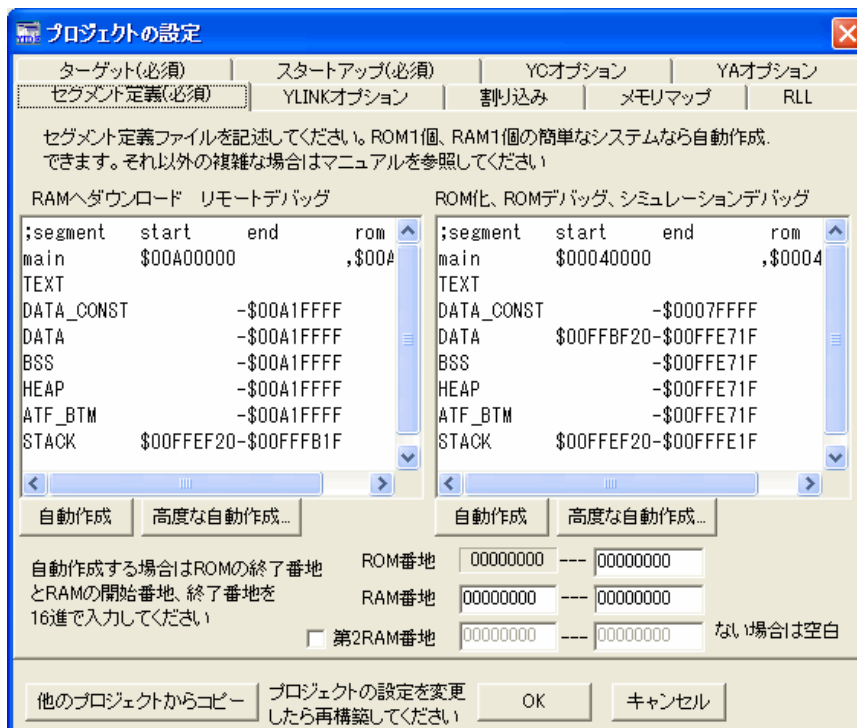 プロジェクトの設定
ターゲット(必須) スタートアップ(必須) YCオプション YAオプション
セグメント定義(必須) YLINKオプション 割り込み メモリマップ RLL
セグメント定義ファイルを記述してください。ROM1個、RAM1個の簡単なシステムなら自動作成.
できます。それ以外の複雑な場合はマニュアルを参照してください
RAMへダウンロード リモートデバッグ
;segment start end rom
main $00A00000 ,$00A
TEXT
DATA_CONST -$00A1FFFF
DATA -$00A1FFFF
BSS -$00A1FFFF
HEAP -$00A1FFFF
ATF_BTM -$00A1FFFF
STACK $00FFEF20-$00FFFB1F
自動作成 高度な自動作成...
ROM化、ROMデバッグ、シミュレーションデバッグ
;segment start end rom
main $00040000 ,$0004
TEXT
DATA_CONST -$0007FFFF
DATA $00FFBF20-$00FFE71F
BSS -$00FFE71F
HEAP -$00FFE71F
ATF_BTM -$00FFE71F
STACK $00FFEF20-$00FFFE1F
自動作成 高度な自動作成...
自動作成する場合はROMの終了番地
とRAMの開始番地、終了番地を
16進で入力してください
ROM番地 00000000 --- 00000000
RAM番地 00000000 --- 00000000
第2RAM番地 00000000 --- 00000000 ない場合は空白
他のプロジェクトからコピー
プロジェクトの設定を変更
したら再構築してください
OK キャンセル